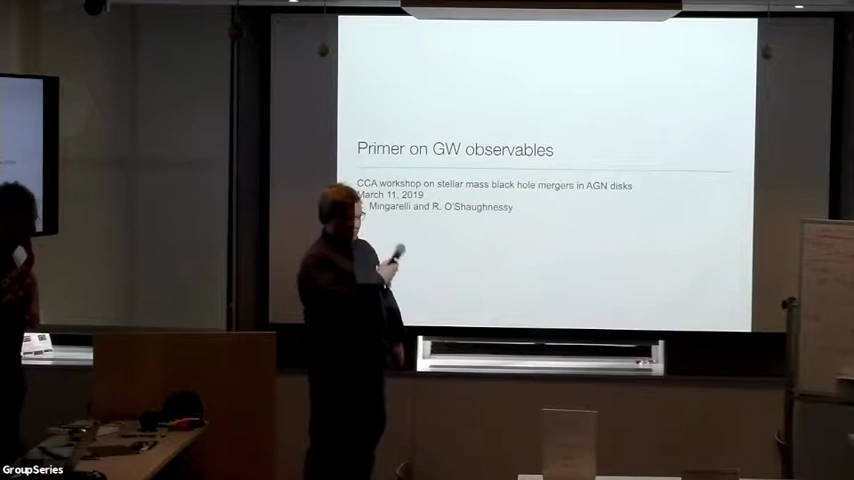 Primer on GW observables
CCA workshop on stellar mass black hole mergers in AGN disks
March 11, 2019
Mingarelli and R. O'Shaughnessy
GroupSeries